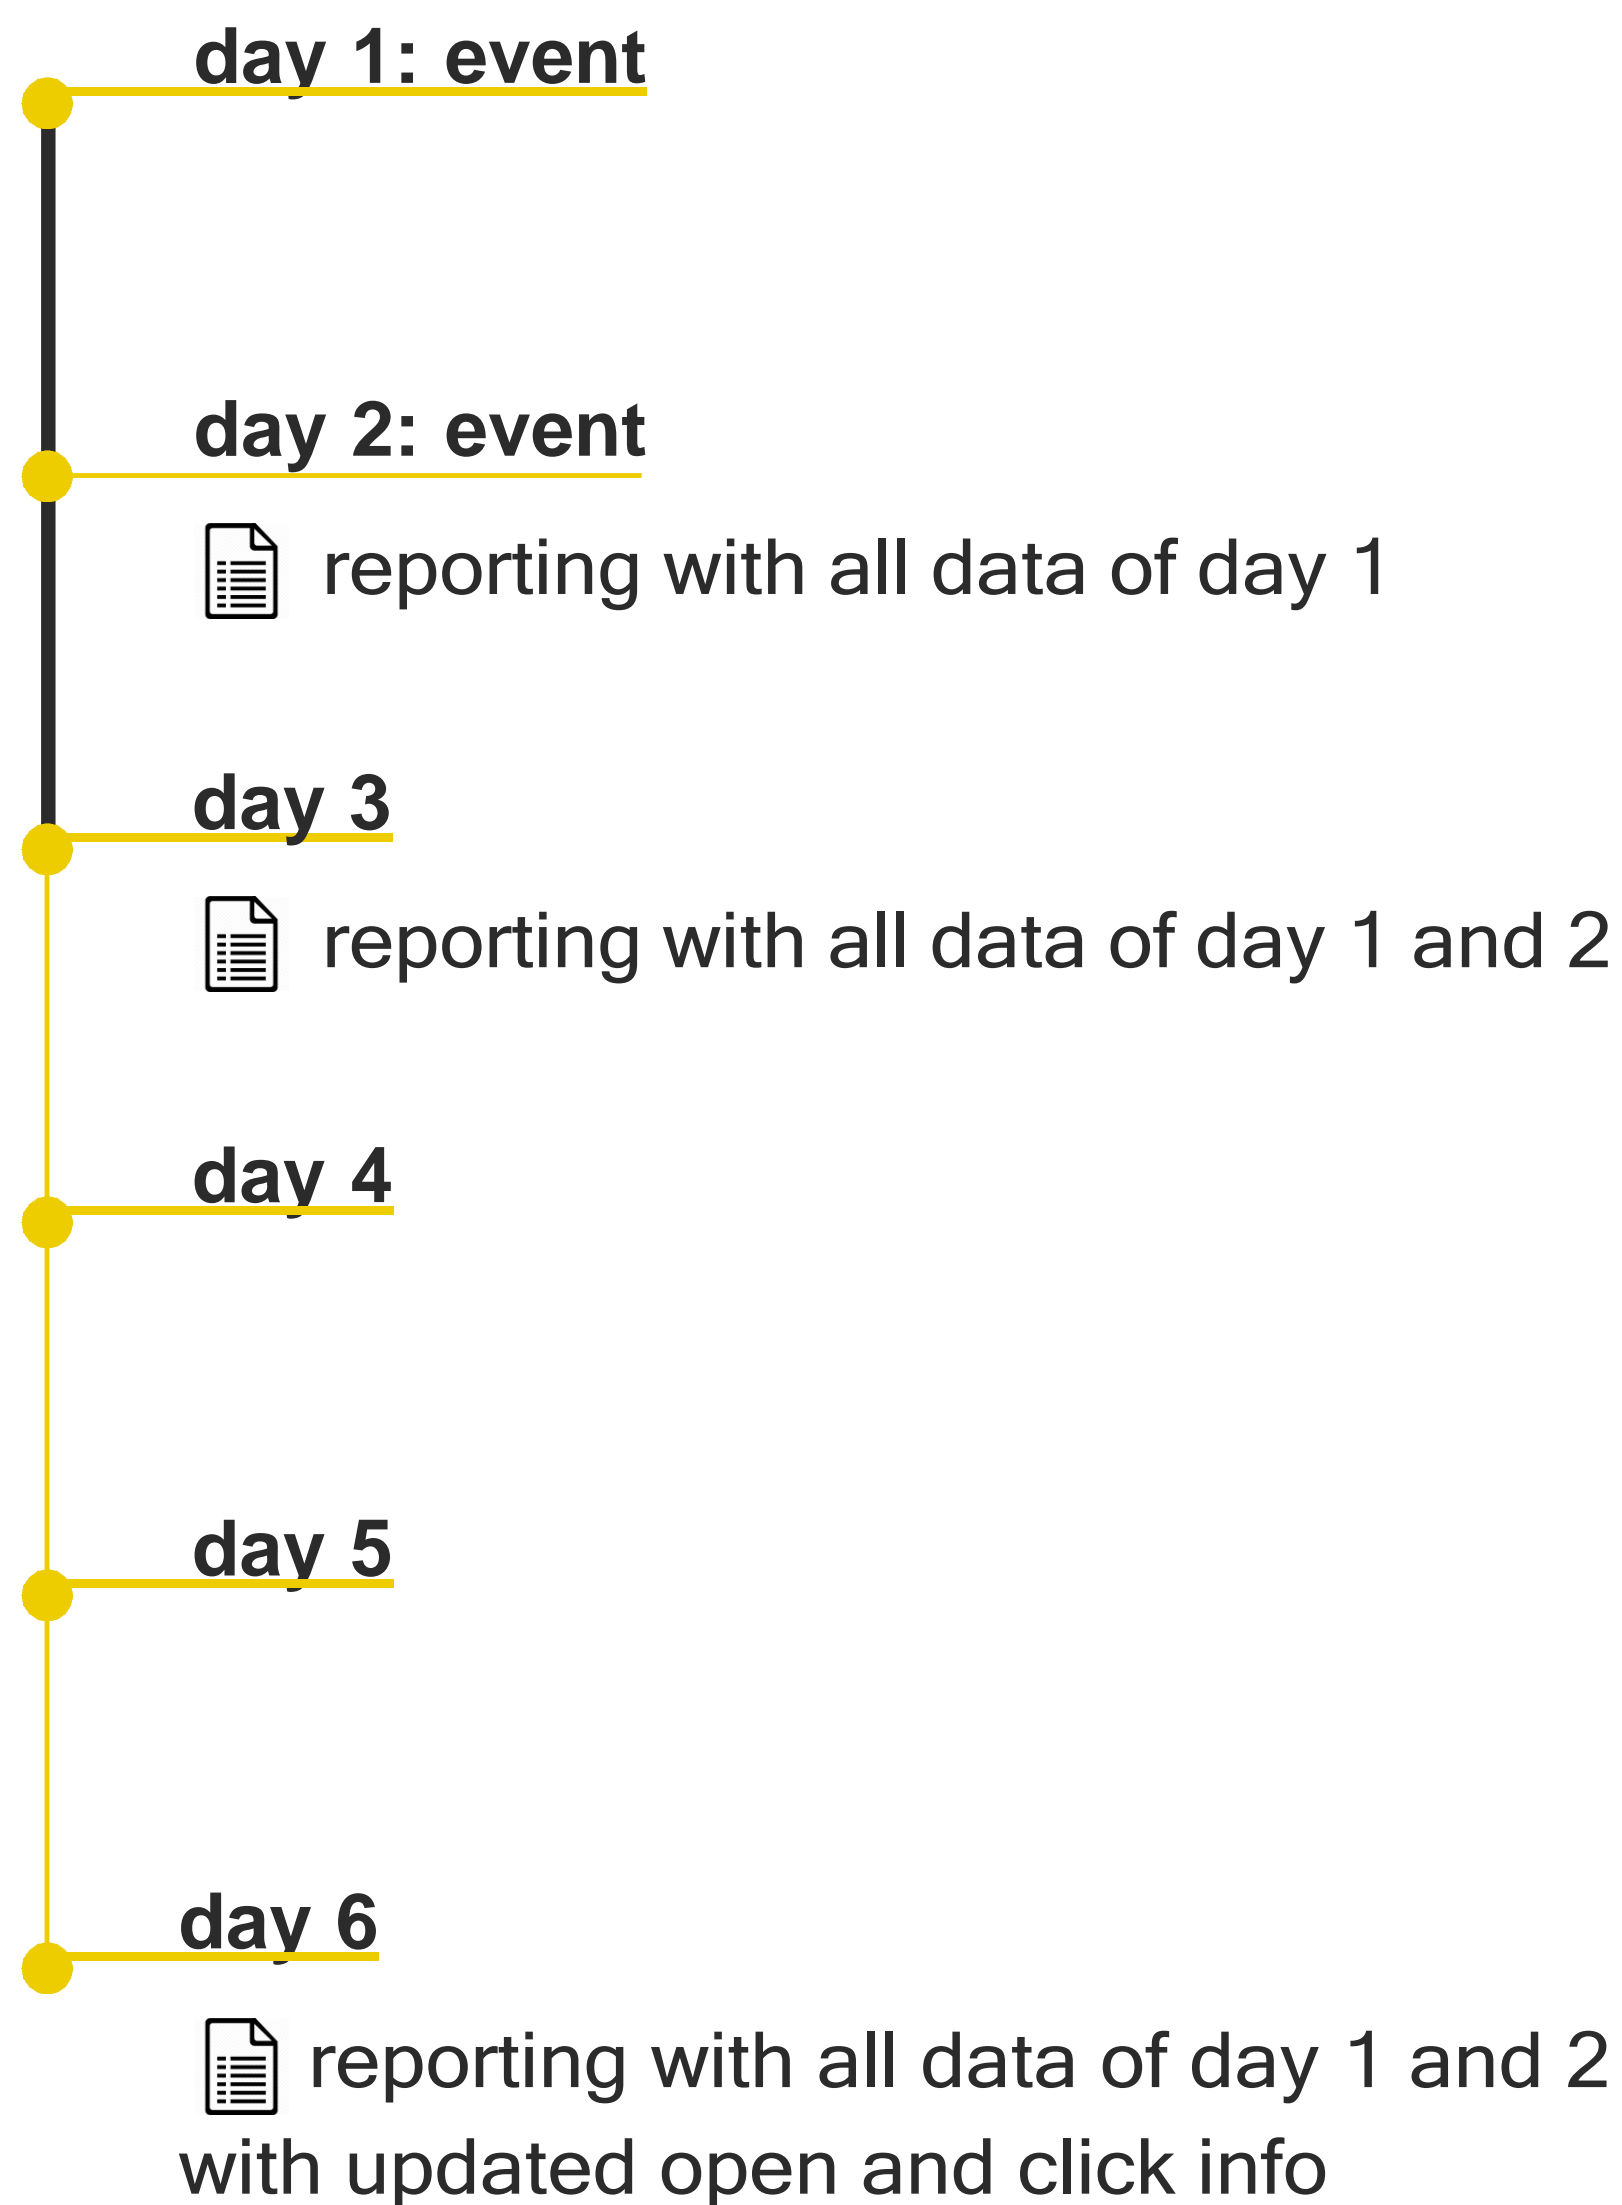 day 1: event
day 2: event
reporting with all data of day 1
day 3
reporting with all data of day 1 and 2
day 4
day 5
day 6
reporting with all data of day 1 and 2
with updated open and click info